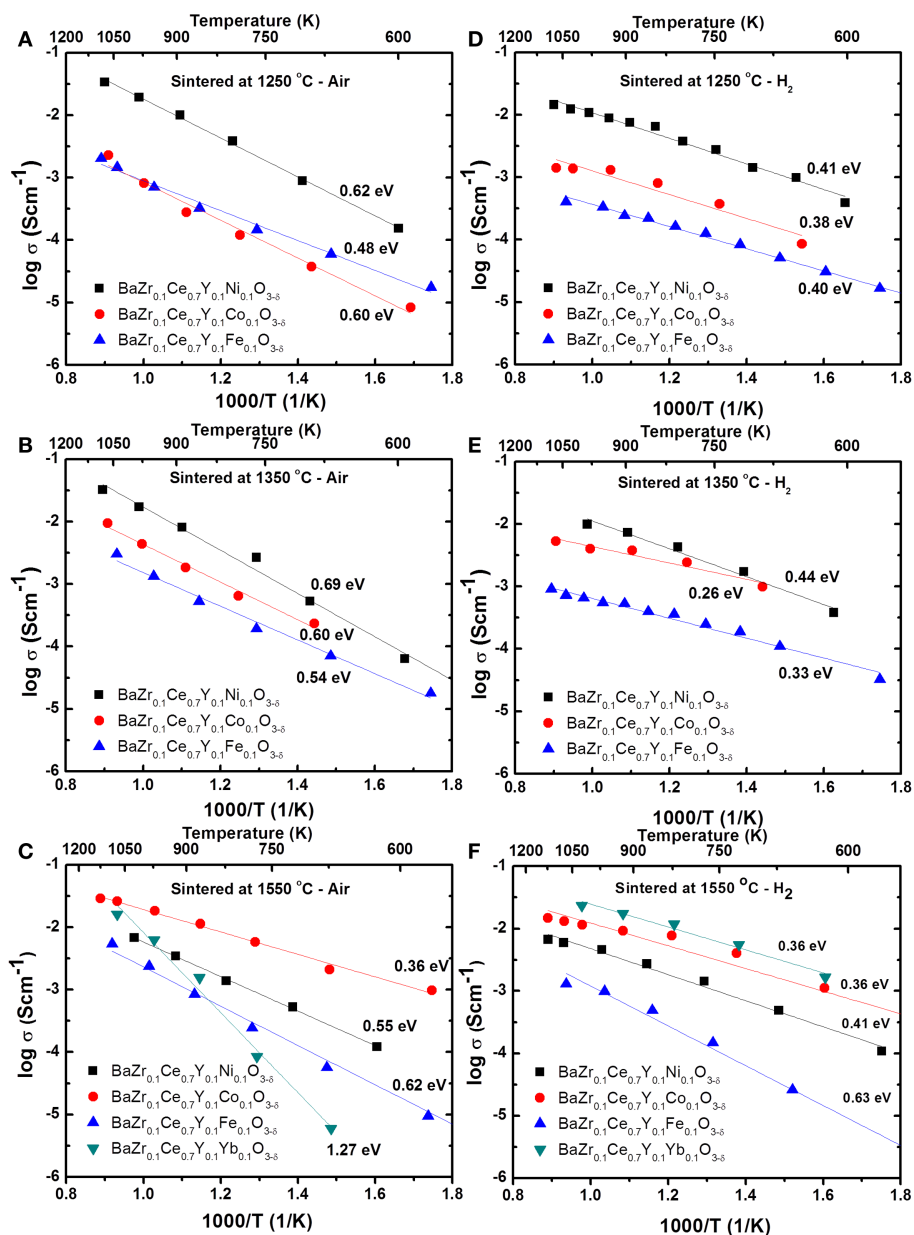 A
Temperature (K)
1200 1050 900 750 600
Sintered at 1250 °C - Air
-1
-2
-3
-4
-5
-6
log σ (Scm⁻¹)
0.62 eV
0.48 eV
0.60 eV
BaZr0.1Ce0.7Y0.1Ni0.1O3-δ
BaZr0.1Ce0.7Y0.1Co0.1O3-δ
BaZr0.1Ce0.7Y0.1Fe0.1O3-δ
0.8 1.0 1.2 1.4 1.6 1.8
1000/T (1/K)
D
Temperature (K)
1200 1050 900 750 600
Sintered at 1250 °C - H2
-1
-2
-3
-4
-5
-6
log σ (Scm⁻¹)
0.41 eV
0.38 eV
0.40 eV
BaZr0.1Ce0.7Y0.1Ni0.1O3-δ
BaZr0.1Ce0.7Y0.1Co0.1O3-δ
BaZr0.1Ce0.7Y0.1Fe0.1O3-δ
0.8 1.0 1.2 1.4 1.6 1.8
1000/T (1/K)
B
Temperature (K)
1200 1050 900 750 600
Sintered at 1350 °C - Air
-1
-2
-3
-4
-5
-6
log σ (Scm⁻¹)
0.69 eV
0.60 eV
0.54 eV
BaZr0.1Ce0.7Y0.1Ni0.1O3-δ
BaZr0.1Ce0.7Y0.1Co0.1O3-δ
BaZr0.1Ce0.7Y0.1Fe0.1O3-δ
0.8 1.0 1.2 1.4 1.6 1.8
1000/T (1/K)
E
Temperature (K)
1200 1050 900 750 600
Sintered at 1350 °C - H2
-1
-2
-3
-4
-5
-6
log σ (Scm⁻¹)
0.44 eV
0.26 eV
0.33 eV
BaZr0.1Ce0.7Y0.1Ni0.1O3-δ
BaZr0.1Ce0.7Y0.1Co0.1O3-δ
BaZr0.1Ce0.7Y0.1Fe0.1O3-δ
0.8 1.0 1.2 1.4 1.6 1.8
1000/T (1/K)
C
Temperature (K)
1200 1050 900 750 600
Sintered at 1550 °C - Air
-1
-2
-3
-4
-5
-6
log σ (Scm⁻¹)
0.36 eV
0.55 eV
0.62 eV
1.27 eV
BaZr0.1Ce0.7Y0.1Ni0.1O3-δ
BaZr0.1Ce0.7Y0.1Co0.1O3-δ
BaZr0.1Ce0.7Y0.1Fe0.1O3-δ
BaZr0.1Ce0.7Y0.1Yb0.1O3-δ
0.8 1.0 1.2 1.4 1.6 1.8
1000/T (1/K)
F
Temperature (K)
1200 1050 900 750 600
Sintered at 1550 °C - H2
-1
-2
-3
-4
-5
-6
log σ (Scm⁻¹)
0.36 eV
0.36 eV
0.41 eV
0.63 eV
BaZr0.1Ce0.7Y0.1Ni0.1O3-δ
BaZr0.1Ce0.7Y0.1Co0.1O3-δ
BaZr0.1Ce0.7Y0.1Fe0.1O3-δ
BaZr0.1Ce0.7Y0.1Yb0.1O3-δ
0.8 1.0 1.2 1.4 1.6 1.8
1000/T (1/K)